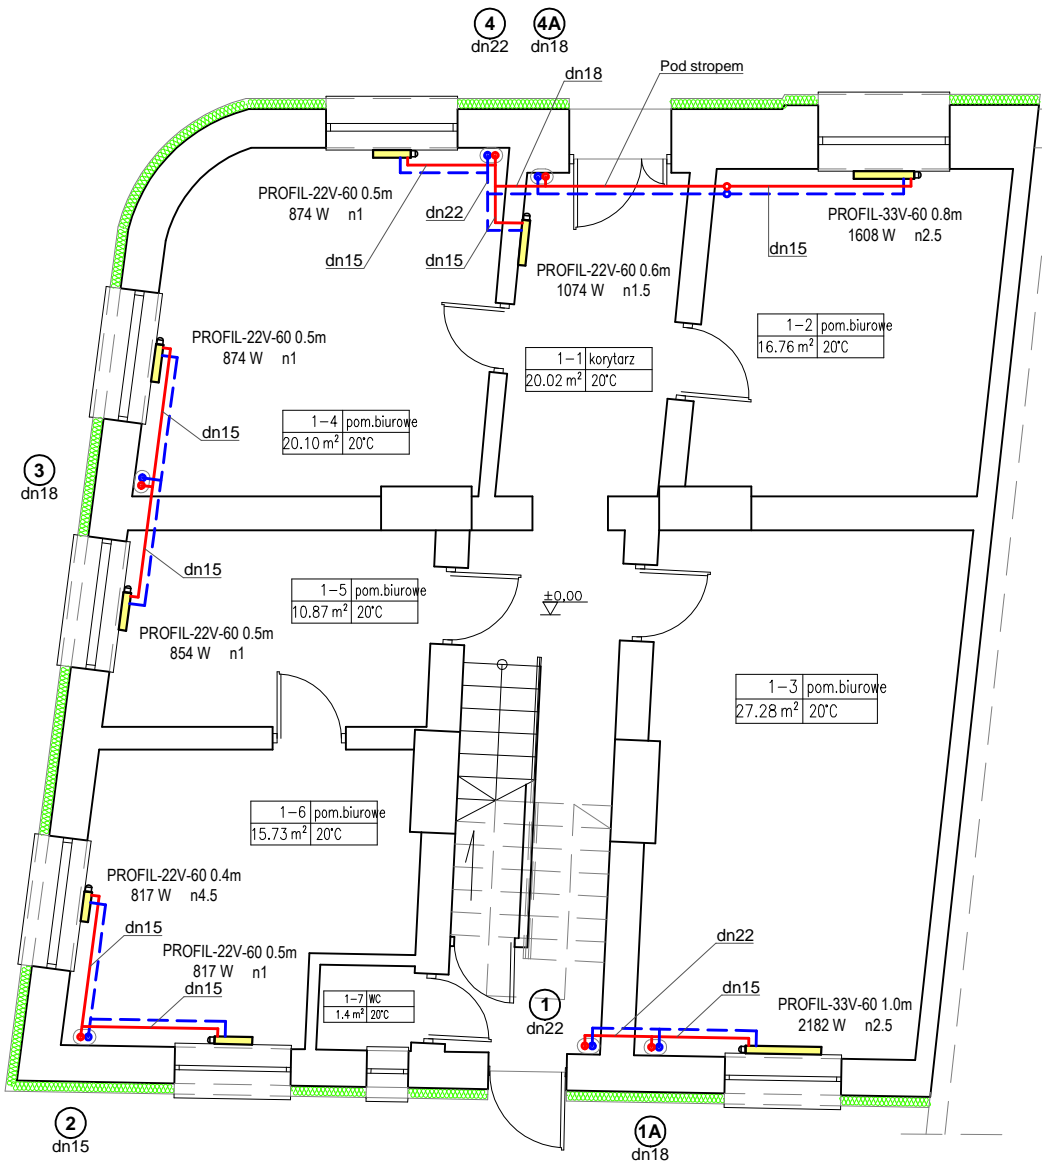 4
dn22
4A
dn18
dn18
Pod stropem
PROFIL-22V-60 0.5m
874 W n1
dn22
dn15
dn15
PROFIL-22V-60 0.6m
1074 W n1.5
PROFIL-33V-60 0.8m
1608 W n2.5
dn15
PROFIL-22V-60 0.5m
874 W n1
1-2 pom.biurowe
16.76 m² 20°C
1-1 korytarz
20.02 m² 20°C
1-4 pom.biurowe
20.10 m² 20°C
dn15
3
dn18
dn15
1-5 pom.biurowe
10.87 m² 20°C
±0,00
PROFIL-22V-60 0.5m
854 W n1
1-3 pom.biurowe
27.28 m² 20°C
1-6 pom.biurowe
15.73 m² 20°C
PROFIL-22V-60 0.4m
817 W n4.5
dn15
PROFIL-22V-60 0.5m
817 W n1
dn15
1-7 WC
1.4 m² 20°C
1
dn22
dn22
dn15
PROFIL-33V-60 1.0m
2182 W n2.5
2
dn15
1A
dn18